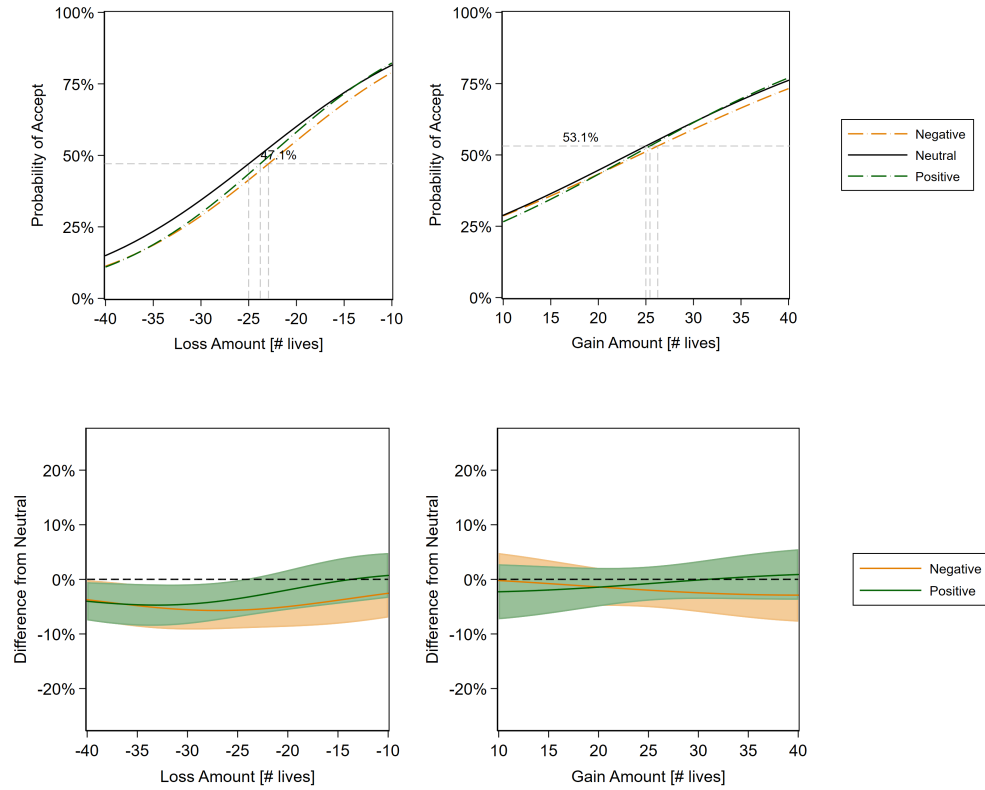 100%
75%
50%
25%
0%
Probability of Accept
47.1%
-40 -35 -30 -25 -20 -15 -10
Loss Amount [# lives]
100%
75%
50%
25%
0%
Probability of Accept
53.1%
10 15 20 25 30 35 40
Gain Amount [# lives]
Negative
Neutral
Positive
20%
10%
0%
-10%
-20%
Difference from Neutral
-40 -35 -30 -25 -20 -15 -10
Loss Amount [# lives]
20%
10%
0%
-10%
-20%
Difference from Neutral
10 15 20 25 30 35 40
Gain Amount [# lives]
Negative
Positive